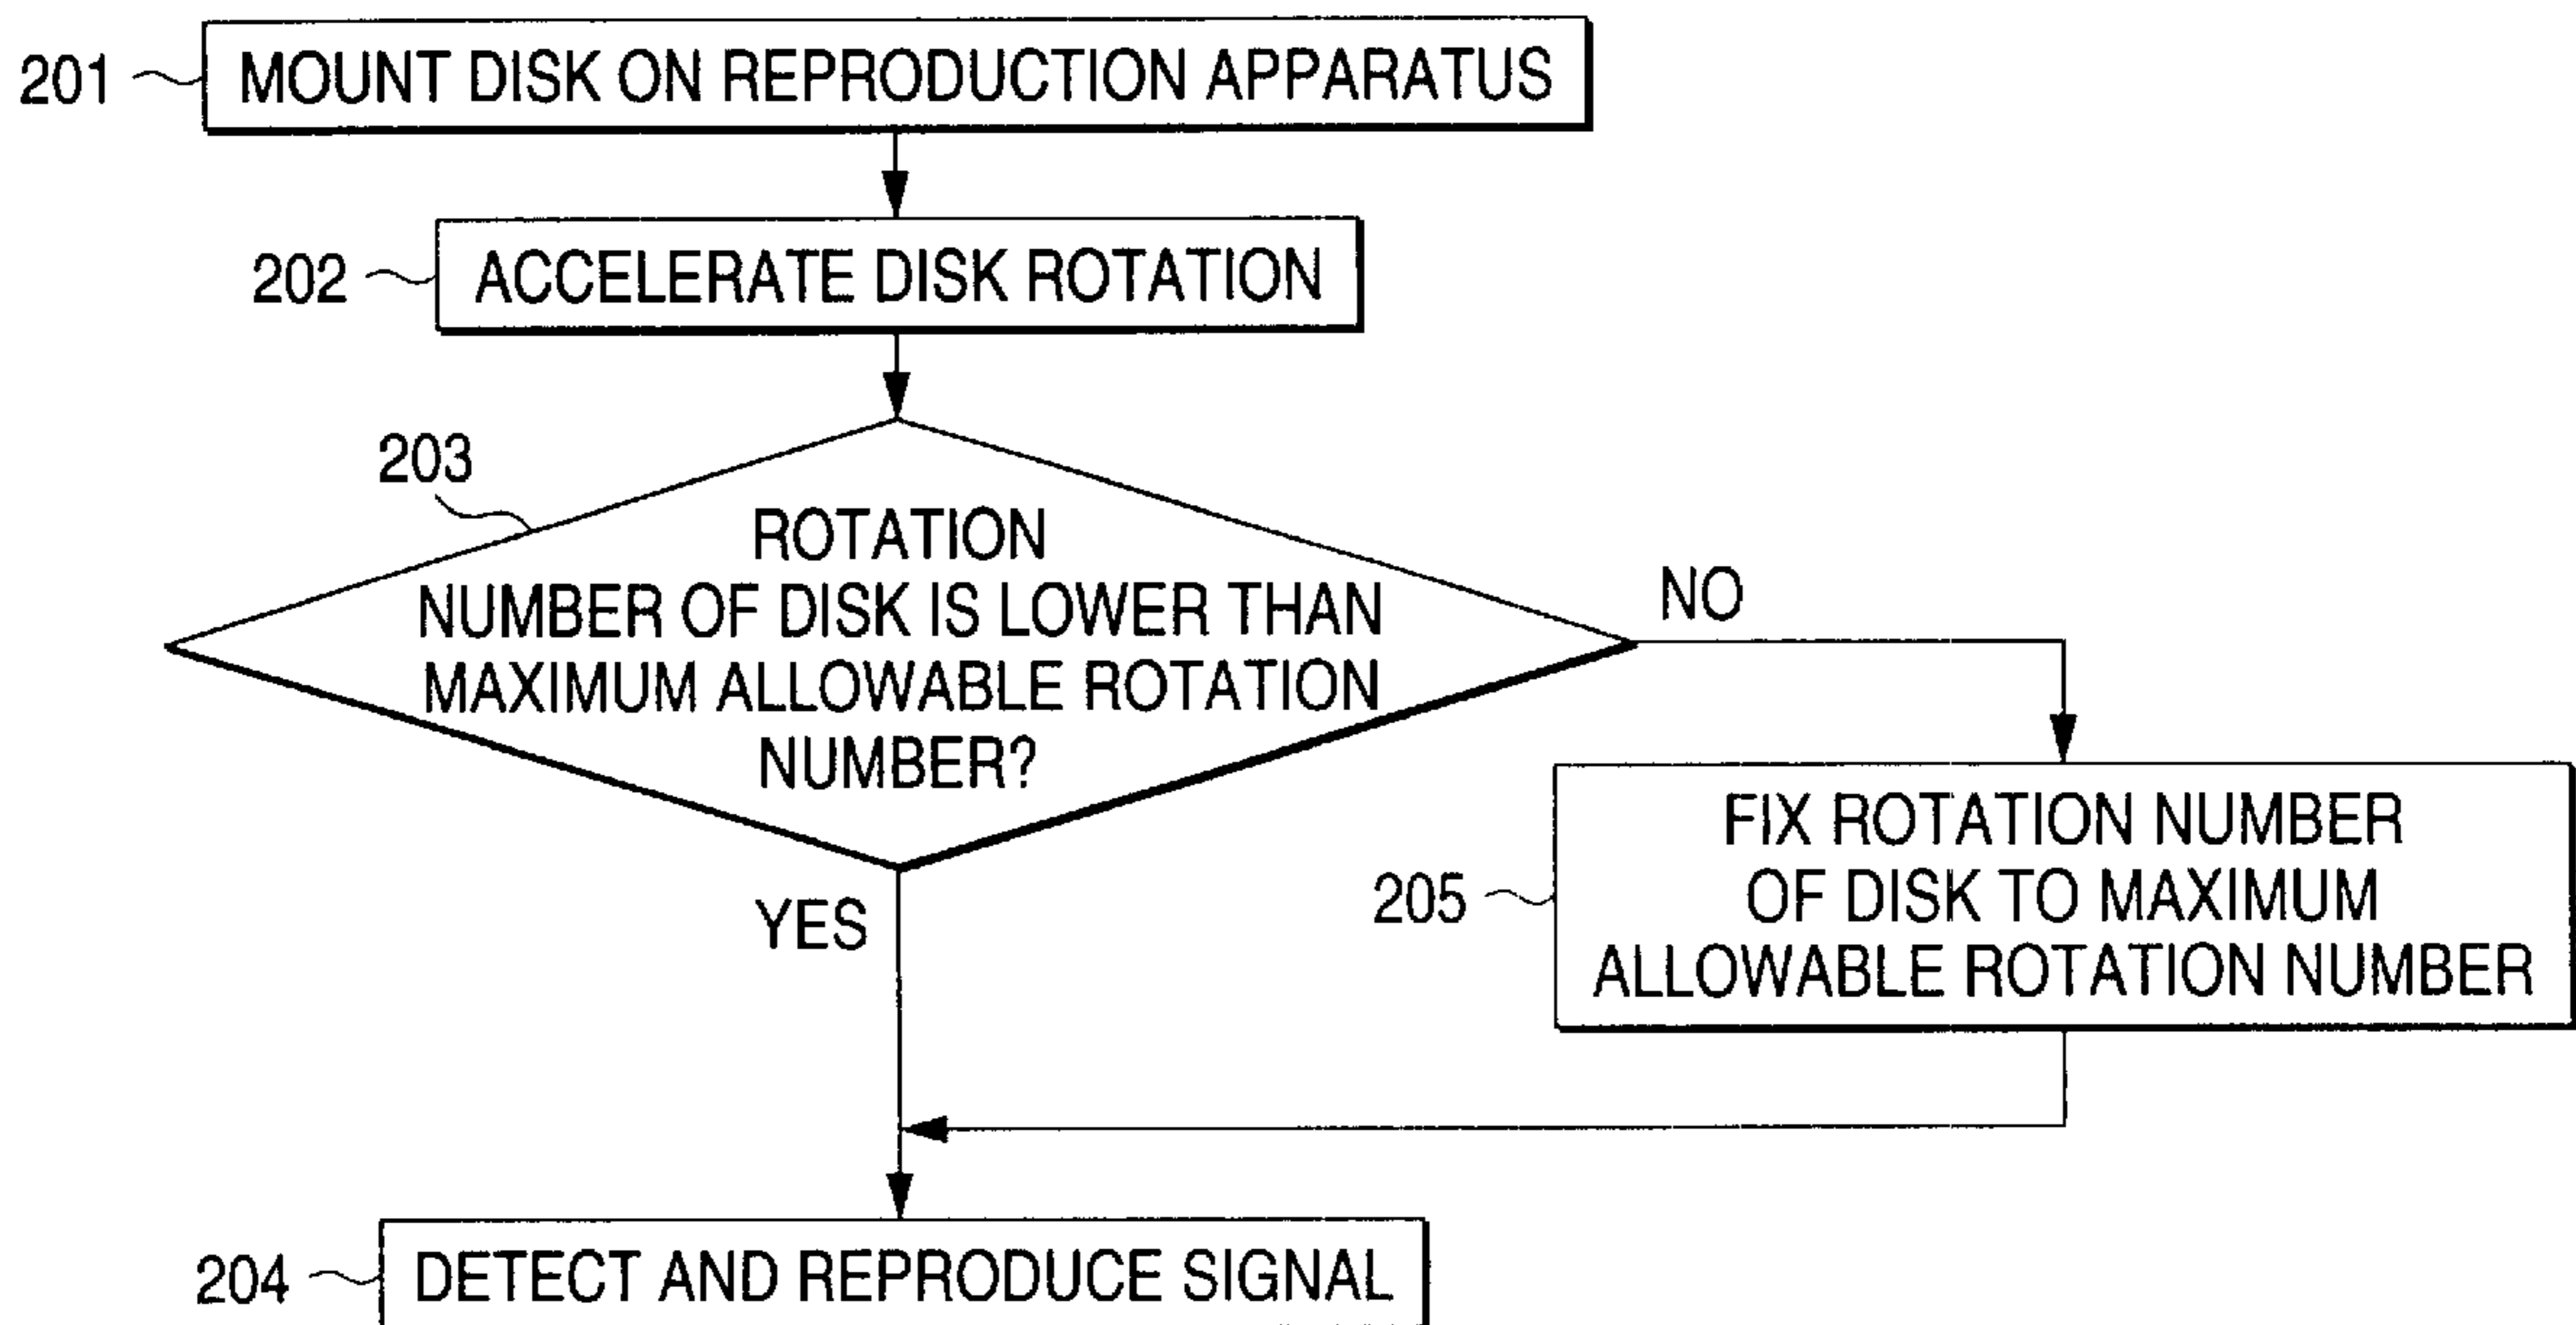 201
MOUNT DISK ON REPRODUCTION APPARATUS
202
ACCELERATE DISK ROTATION
203
ROTATION
NUMBER OF DISK IS LOWER THAN
MAXIMUM ALLOWABLE ROTATION
NUMBER?
NO
YES
205
FIX ROTATION NUMBER
OF DISK TO MAXIMUM
ALLOWABLE ROTATION NUMBER
204
DETECT AND REPRODUCE SIGNAL